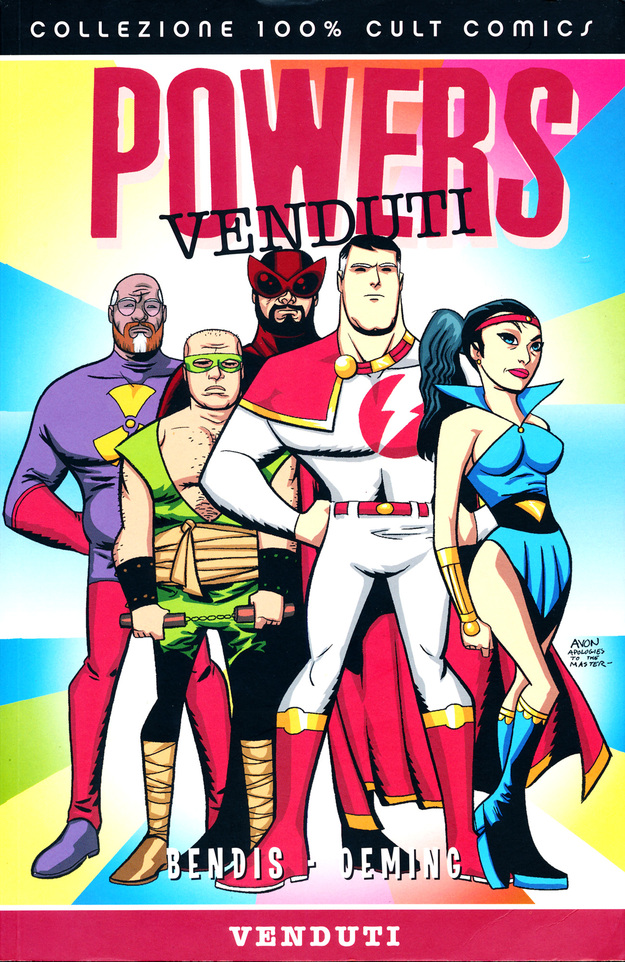 COLLEZIONE 100% CULT COMICS
POWERS
VENDUTI
AVON
APOLOGIES
TO THE
MASTER-
BENDIS - OEMING
VENDUTI